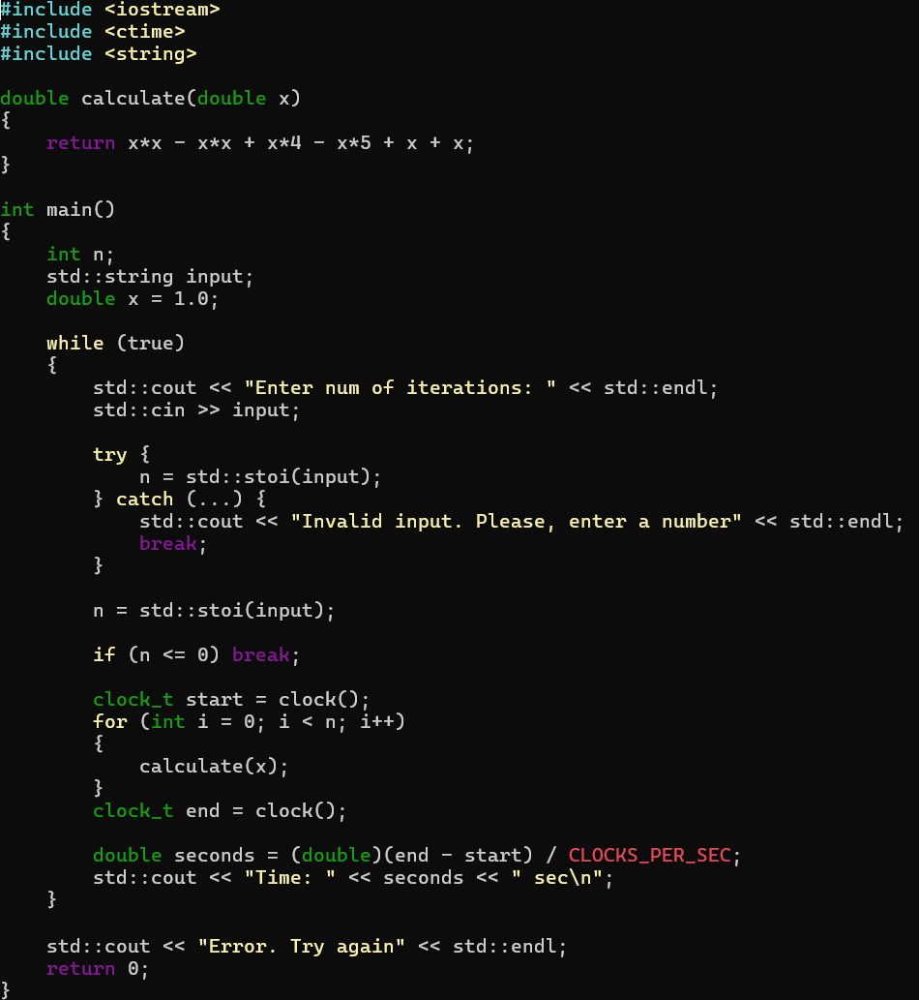 #include <iostream>
#include <ctime>
#include <string>

double calculate(double x)
{
    return x*x - x*x + x*4 - x*5 + x + x;
}

int main()
{
    int n;
    std::string input;
    double x = 1.0;

    while (true)
    {
        std::cout << "Enter num of iterations: " << std::endl;
        std::cin >> input;

        try {
            n = std::stoi(input);
        } catch (...) {
            std::cout << "Invalid input. Please, enter a number" << std::endl;
            break;
        }

        n = std::stoi(input);

        if (n <= 0) break;

        clock_t start = clock();
        for (int i = 0; i < n; i++)
        {
            calculate(x);
        }
        clock_t end = clock();

        double seconds = (double)(end - start) / CLOCKS_PER_SEC;
        std::cout << "Time: " << seconds << " sec\n";
    }

    std::cout << "Error. Try again" << std::endl;
    return 0;
}